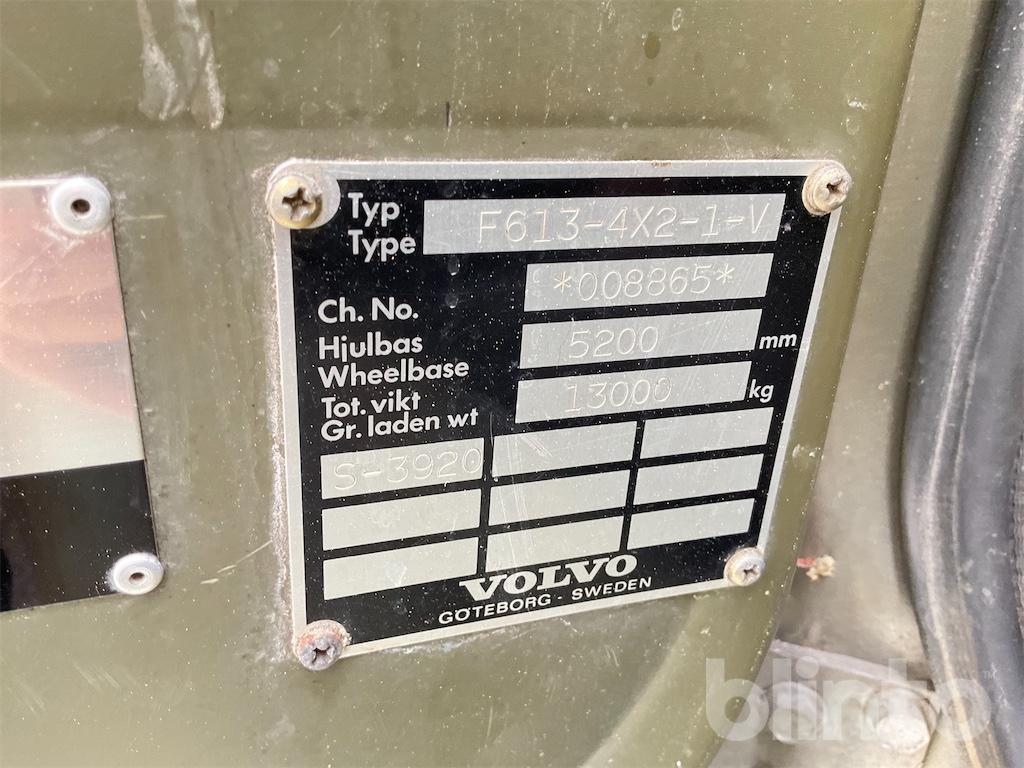 Typ
Type F613-4X2-1-V
Ch. No. *008865*
Hjulbas
Wheelbase 5200 mm
Tot. vikt
Gr. laden wt 13000 kg
S-3920
VOLVO
GÖTEBORG · SWEDEN
blinto